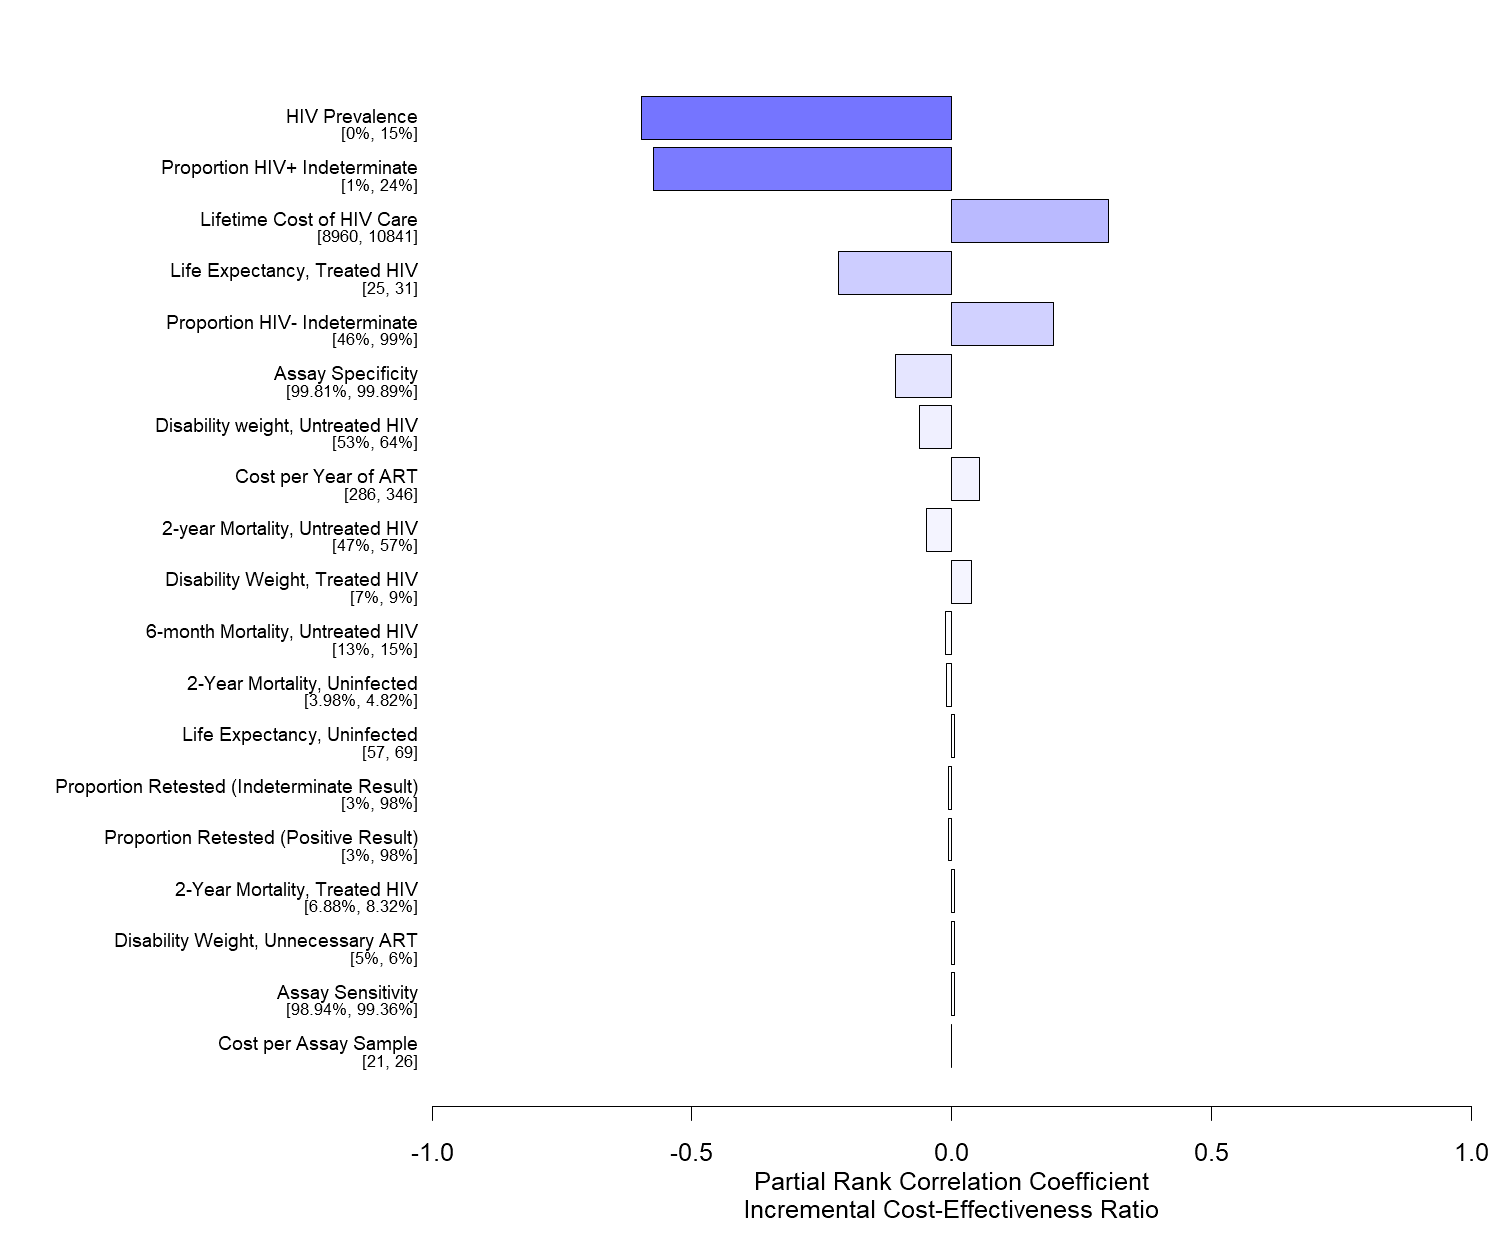 HIV Prevalence
[0%, 15%]
Proportion HIV+ Indeterminate
[1%, 24%]
Lifetime Cost of HIV Care
[8960, 10841]
Life Expectancy, Treated HIV
[25, 31]
Proportion HIV- Indeterminate
[46%, 99%]
Assay Specificity
[99.81%, 99.89%]
Disability weight, Untreated HIV
[53%, 64%]
Cost per Year of ART
[286, 346]
2-year Mortality, Untreated HIV
[47%, 57%]
Disability Weight, Treated HIV
[7%, 9%]
6-month Mortality, Untreated HIV
[13%, 15%]
2-Year Mortality, Uninfected
[3.98%, 4.82%]
Life Expectancy, Uninfected
[57, 69]
Proportion Retested (Indeterminate Result)
[3%, 98%]
Proportion Retested (Positive Result)
[3%, 98%]
2-Year Mortality, Treated HIV
[6.88%, 8.32%]
Disability Weight, Unnecessary ART
[5%, 6%]
Assay Sensitivity
[98.94%, 99.36%]
Cost per Assay Sample
[21, 26]
-1.0 -0.5 0.0 0.5 1.0
Partial Rank Correlation Coefficient
Incremental Cost-Effectiveness Ratio